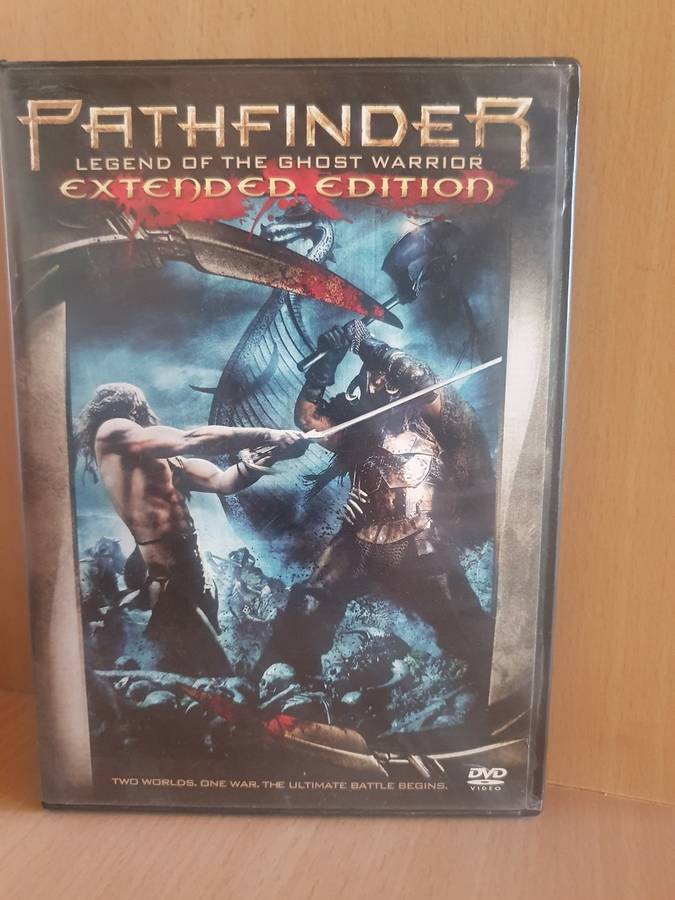 PATHFINDER
LEGEND OF THE GHOST WARRIOR
EXTENDED EDITION
TWO WORLDS. ONE WAR. THE ULTIMATE BATTLE BEGINS.
DVD
VIDEO